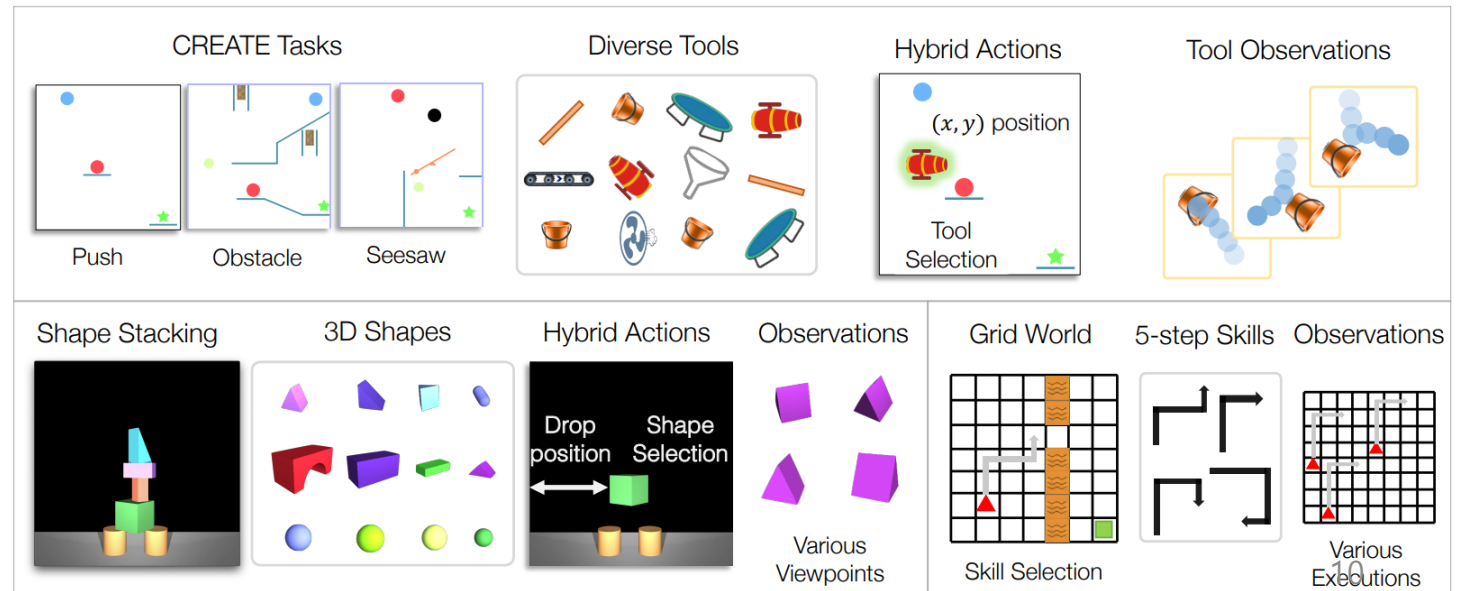 CREATE Tasks
Push
Obstacle
Seesaw
Diverse Tools
Hybrid Actions
(x, y) position
Tool
Selection
Tool Observations
Shape Stacking
3D Shapes
Hybrid Actions
Drop
position
Shape
Selection
Observations
Various
Viewpoints
Grid World
Skill Selection
5-step Skills
Observations
Various
Executions
10